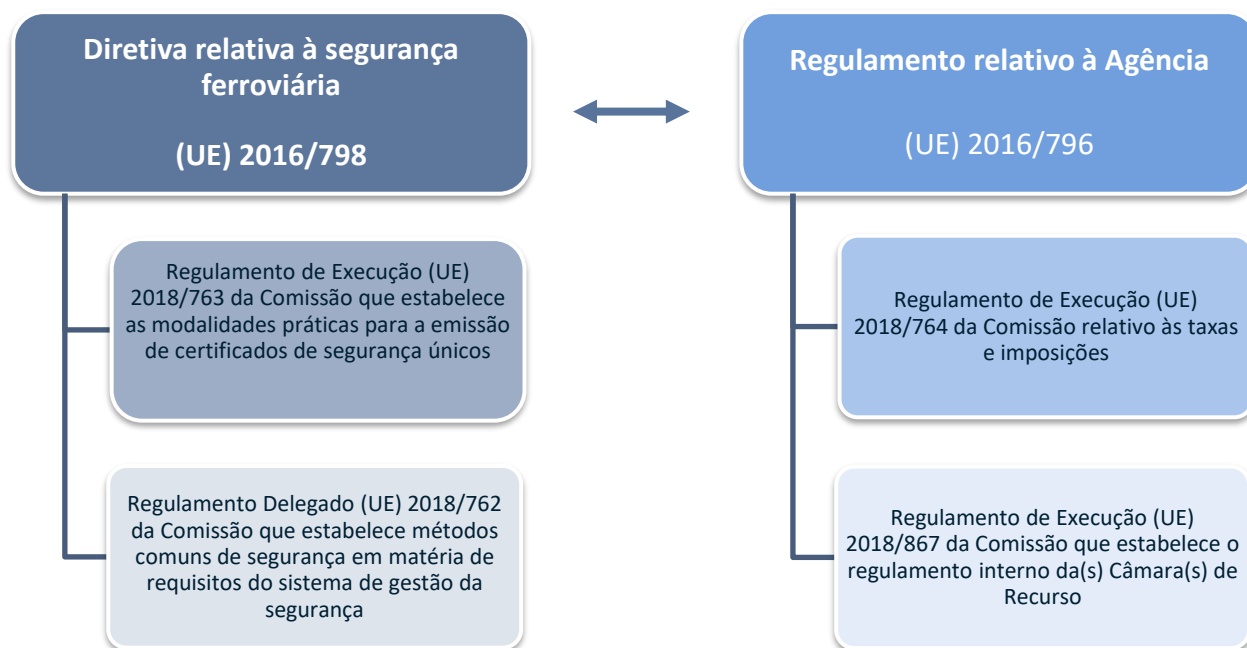 Diretiva relativa à segurança
ferroviária
(UE) 2016/798
Regulamento de Execução (UE)
2018/763 da Comissão que estabelece
as modalidades práticas para a emissão
de certificados de segurança únicos
Regulamento Delegado (UE) 2018/762
da Comissão que estabelece métodos
comuns de segurança em matéria de
requisitos do sistema de gestão da
segurança
Regulamento relativo à Agência
(UE) 2016/796
Regulamento de Execução (UE)
2018/764 da Comissão relativo às taxas
e imposições
Regulamento de Execução (UE)
2018/867 da Comissão que estabelece o
regulamento interno da(s) Câmara(s) de
Recurso